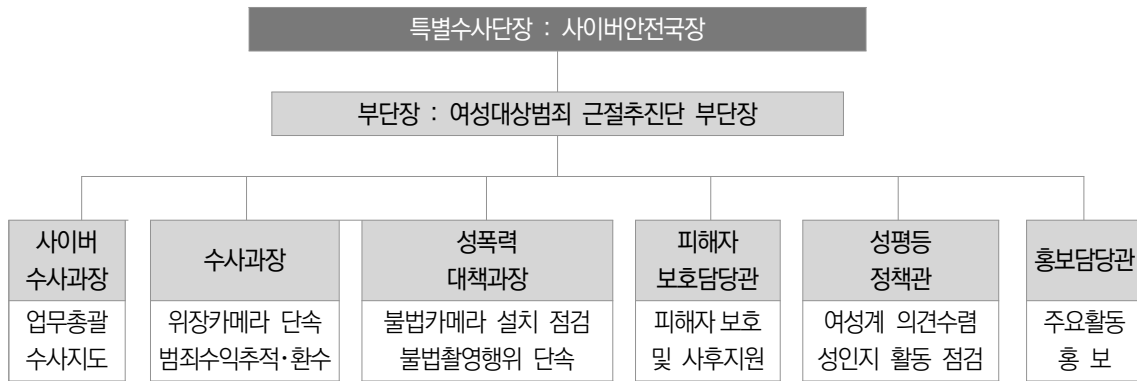 특별수사단장 : 사이버안전국장
부단장 : 여성대상범죄 근절추진단 부단장
사이버
수사과장
업무총괄
수사지도
수사과장
위장카메라 단속
범죄수익추적·환수
성폭력
대책과장
불법카메라 설치 점검
불법촬영행위 단속
피해자
보호담당관
피해자 보호
및 사후지원
성평등
정책관
여성계 의견수렴
성인지 활동 점검
홍보담당관
주요활동
홍 보